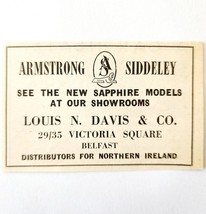 ARMSTRONG AS SIDDELEY
SEE THE NEW SAPPHIRE MODELS
AT OUR SHOWROOMS
LOUIS N. DAVIS & CO.
29/35 VICTORIA SQUARE
BELFAST
DISTRIBUTORS FOR NORTHERN IRELAND